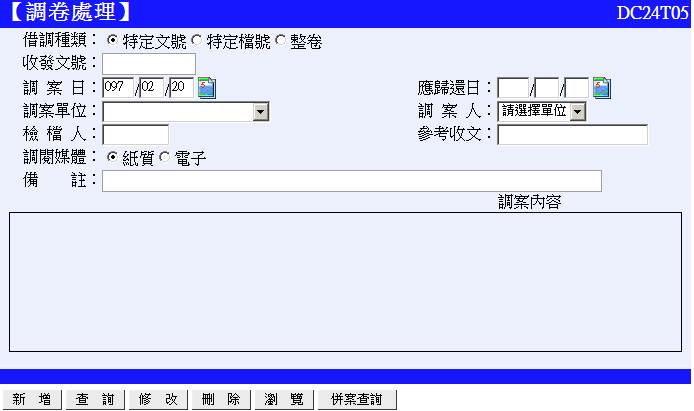 【調卷處理】 DC24T05
借調種類： 特定文號 特定檔號 整卷
收發文號：
調 案 日： 097 / 02 / 20 應歸還日： / /
調案單位： 調 案 人： 請選擇單位
檢 檔 人： 參考收文：
調閱媒體： 紙質 電子
備 註：
調案內容
新 增 查 詢 修 改 刪 除 瀏 覽 併案查詢